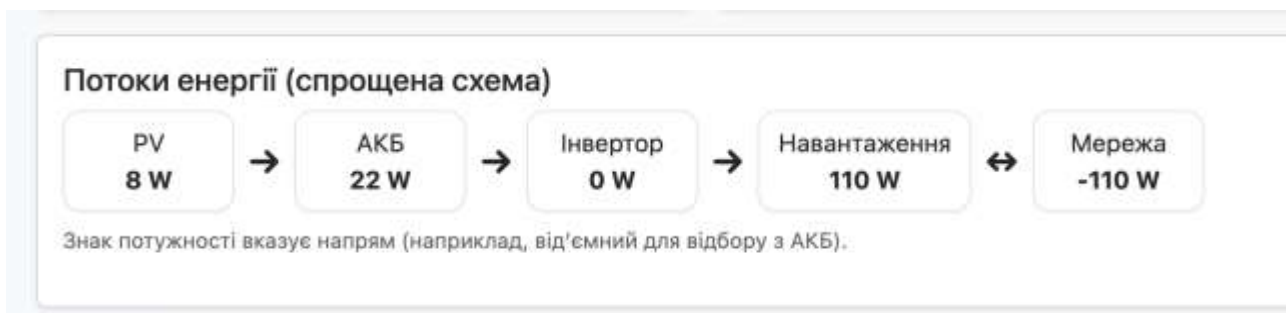 Потоки енергії (спрощена схема)
PV → АКБ → Інвертор → Навантаження ↔ Мережа
8 W 22 W 0 W 110 W -110 W
Знак потужності вказує напрям (наприклад, від’ємний для відбору з АКБ).